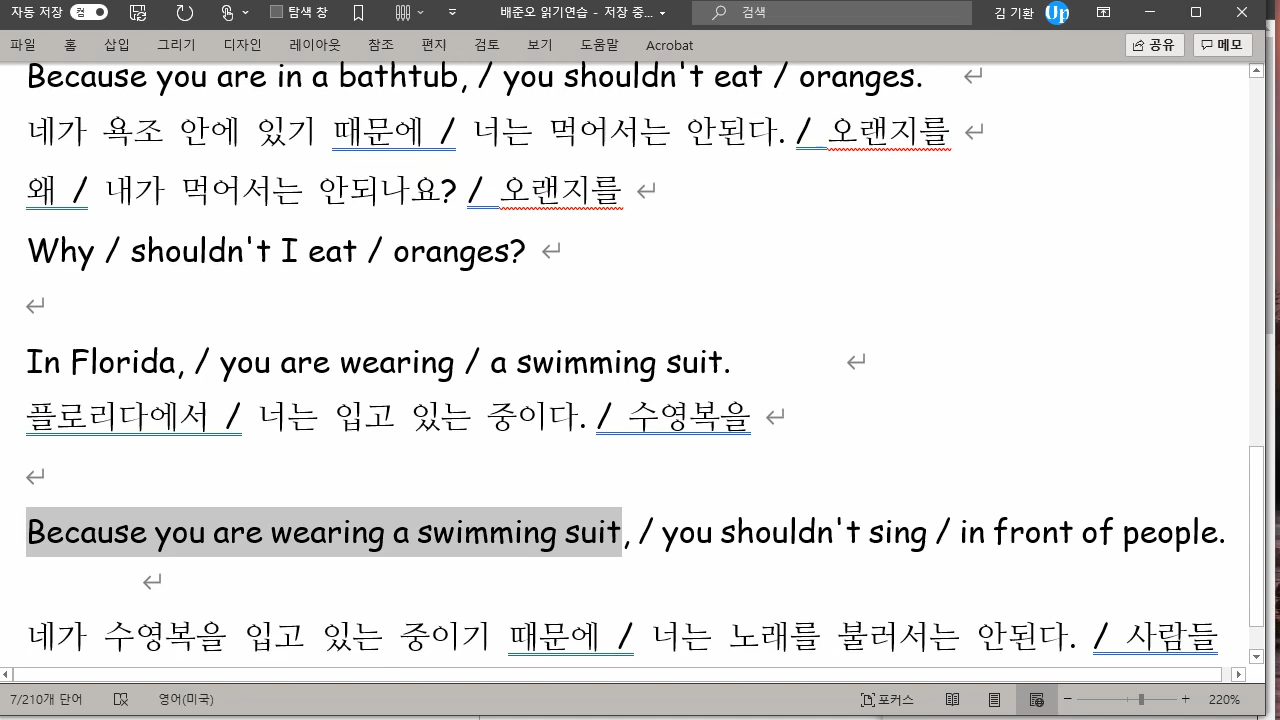 자동 저장 켬 탐색 창 배준오 읽기연습 - 저장 중... 검색 김 기환 Up
파일 홈 삽입 그리기 디자인 레이아웃 참조 편지 검토 보기 도움말 Acrobat 공유 메모
Because you are in a bathtub, / you shouldn't eat / oranges.
네가 욕조 안에 있기 때문에 / 너는 먹어서는 안된다. / 오랜지를
왜 / 내가 먹어서는 안되나요? / 오랜지를
Why / shouldn't I eat / oranges?
In Florida, / you are wearing / a swimming suit.
플로리다에서 / 너는 입고 있는 중이다. / 수영복을
Because you are wearing a swimming suit, / you shouldn't sing / in front of people.
네가 수영복을 입고 있는 중이기 때문에 / 너는 노래를 불러서는 안된다. / 사람들
7/210개 단어 영어(미국) 포커스 220%